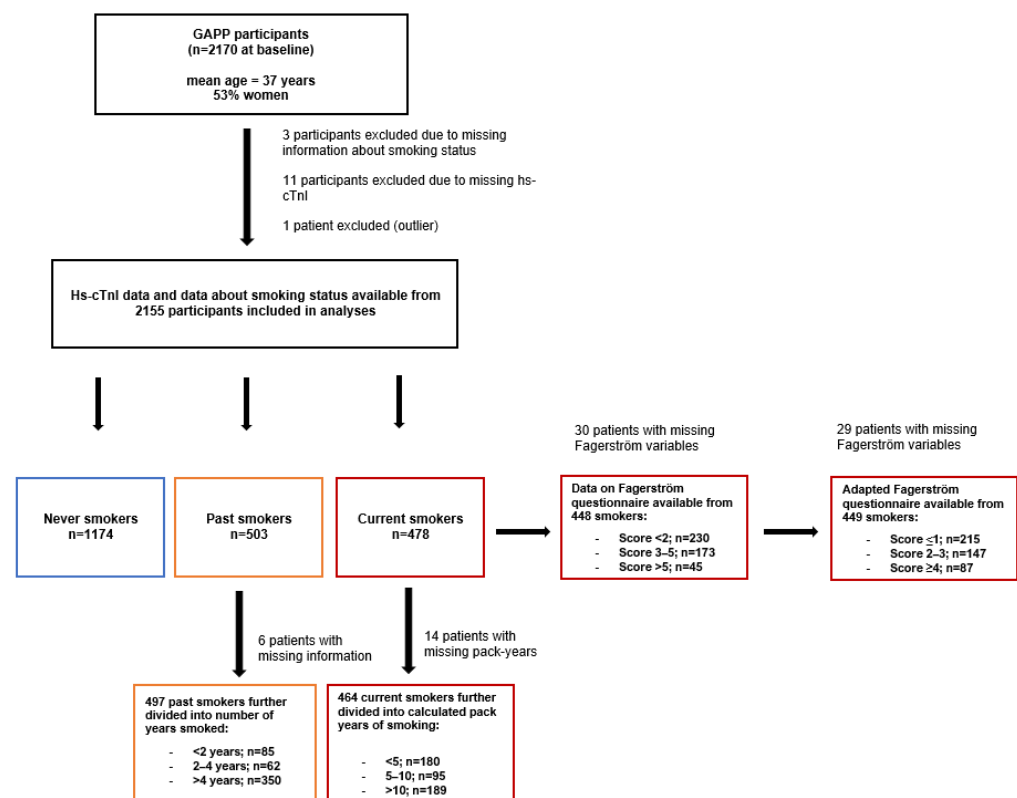 GAPP participants
(n=2170 at baseline)
mean age = 37 years
53% women
3 participants excluded due to missing
information about smoking status
11 participants excluded due to missing hs-
cTnI
1 patient excluded (outlier)
Hs-cTnI data and data about smoking status available from
2155 participants included in analyses
Never smokers
n=1174
Past smokers
n=503
Current smokers
n=478
30 patients with missing
Fagerström variables
Data on Fagerström
questionnaire available from
448 smokers:
- Score <2; n=230
- Score 3–5; n=173
- Score >5; n=45
29 patients with missing
Fagerström variables
Adapted Fagerström
questionnaire available from
449 smokers:
- Score ≤1; n=215
- Score 2–3; n=147
- Score ≥4; n=87
6 patients with
missing information
497 past smokers further
divided into number of
years smoked:
- <2 years; n=85
- 2–4 years; n=62
- >4 years; n=350
14 patients with
missing pack-years
464 current smokers further
divided into calculated pack
years of smoking:
- <5; n=180
- 5–10; n=95
- >10; n=189